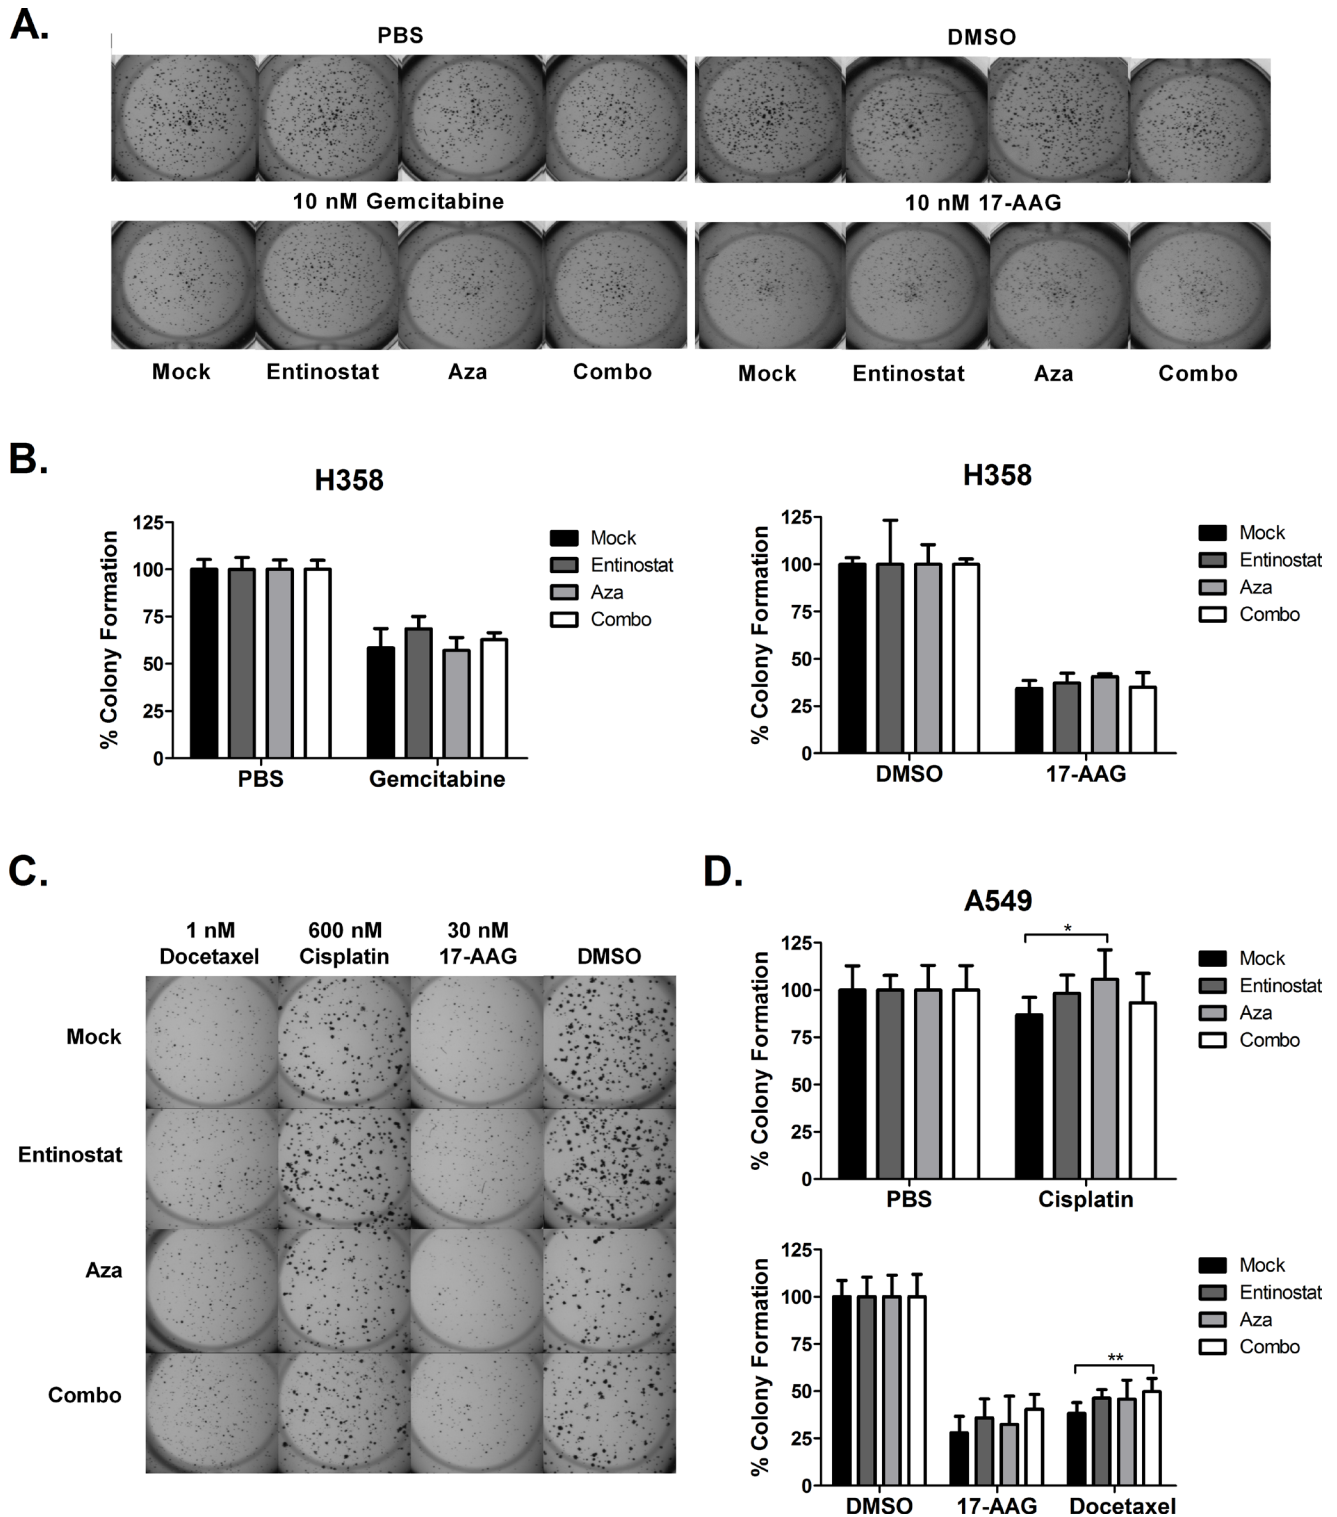 A.
PBS
DMSO
10 nM Gemcitabine
10 nM 17-AAG
Mock Entinostat Aza Combo
Mock Entinostat Aza Combo
B.
H358
% Colony Formation
125
100
75
50
25
0
PBS Gemcitabine
Mock
Entinostat
Aza
Combo
H358
% Colony Formation
125
100
75
50
25
0
DMSO 17-AAG
Mock
Entinostat
Aza
Combo
C.
1 nM
Docetaxel
600 nM
Cisplatin
30 nM
17-AAG
DMSO
Mock
Entinostat
Aza
Combo
D.
A549
% Colony Formation
125
100
75
50
25
0
*
PBS Cisplatin
Mock
Entinostat
Aza
Combo
% Colony Formation
125
100
75
50
25
0
**
DMSO 17-AAG Docetaxel
Mock
Entinostat
Aza
Combo